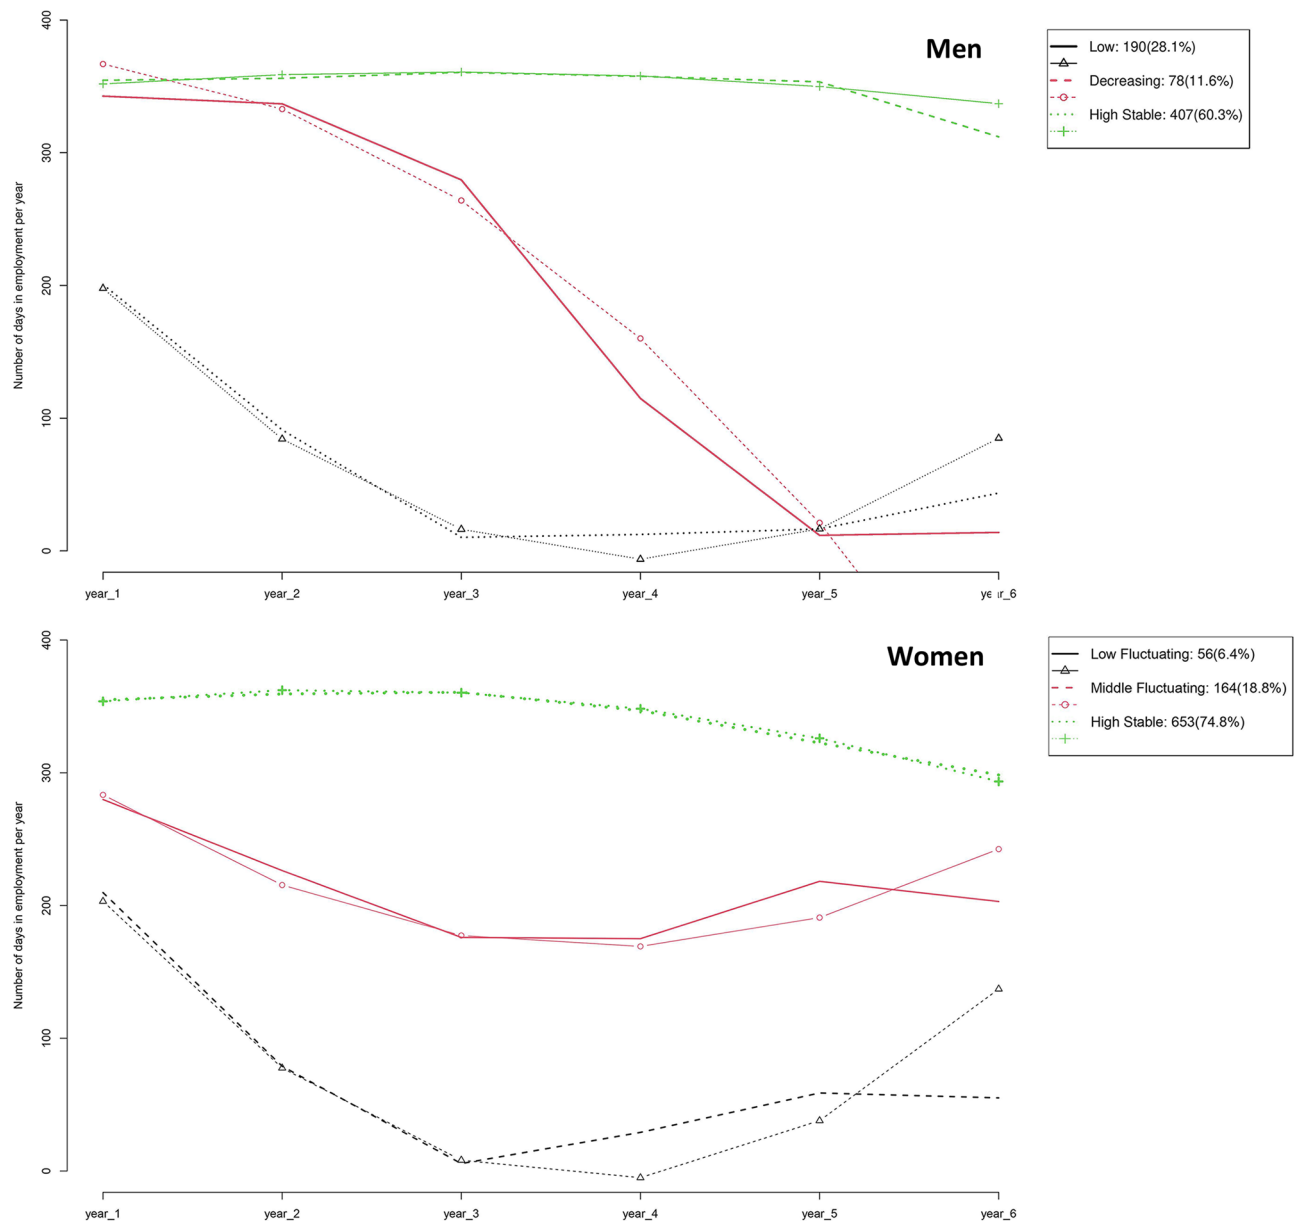 Men
Low: 190(28.1%)
Decreasing: 78(11.6%)
High Stable: 407(60.3%)
Number of days in employment per year
400
300
200
100
0
year_1 year_2 year_3 year_4 year_5 year_6
Women
Low Fluctuating: 56(6.4%)
Middle Fluctuating: 164(18.8%)
High Stable: 653(74.8%)
Number of days in employment per year
400
300
200
100
0
year_1 year_2 year_3 year_4 year_5 year_6